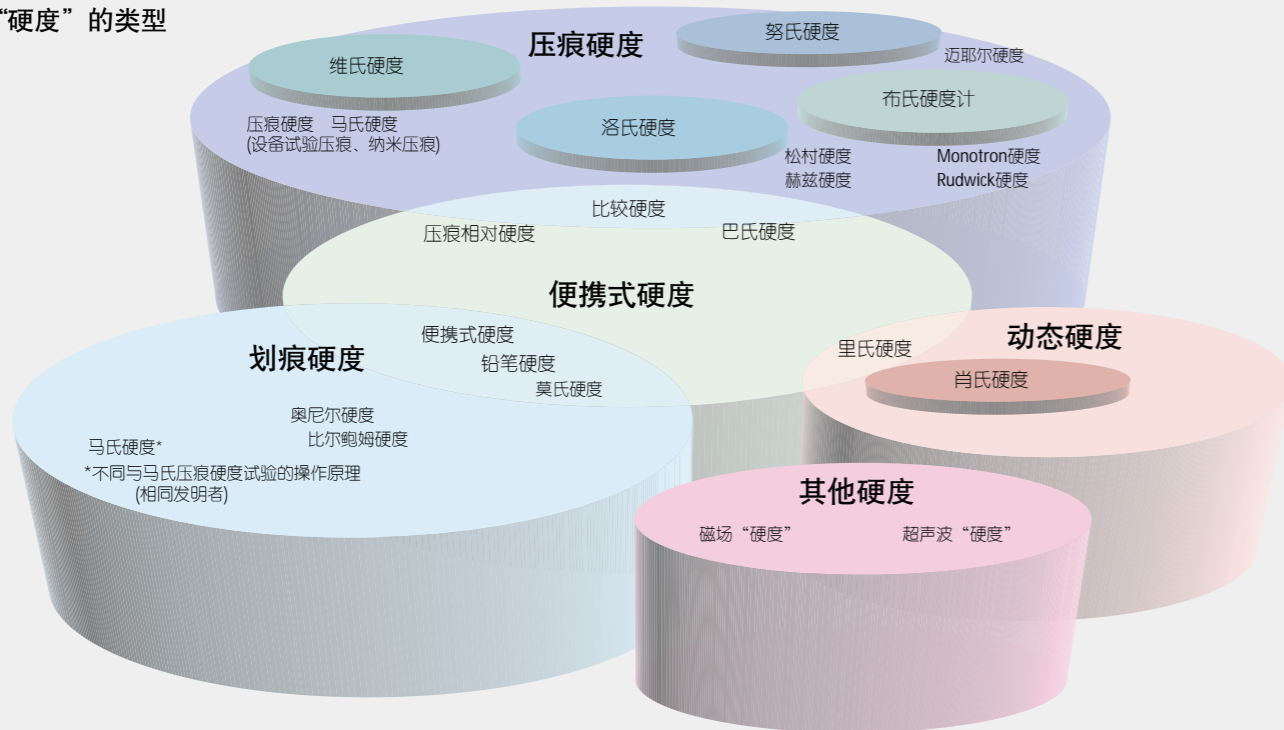 “硬度”的类型
压痕硬度
努氏硬度
维氏硬度
迈耶尔硬度
布氏硬度计
压痕硬度 马氏硬度
(设备试验压痕、纳米压痕)
洛氏硬度
松村硬度 Monotron硬度
赫兹硬度 Rudwick硬度
比较硬度
压痕相对硬度
巴氏硬度
便携式硬度
便携式硬度
铅笔硬度
莫氏硬度
划痕硬度
奥尼尔硬度
比尔鲍姆硬度
马氏硬度*
*不同与马氏压痕硬度试验的操作原理
(相同发明者)
里氏硬度
动态硬度
肖氏硬度
其他硬度
磁场“硬度” 超声波“硬度”